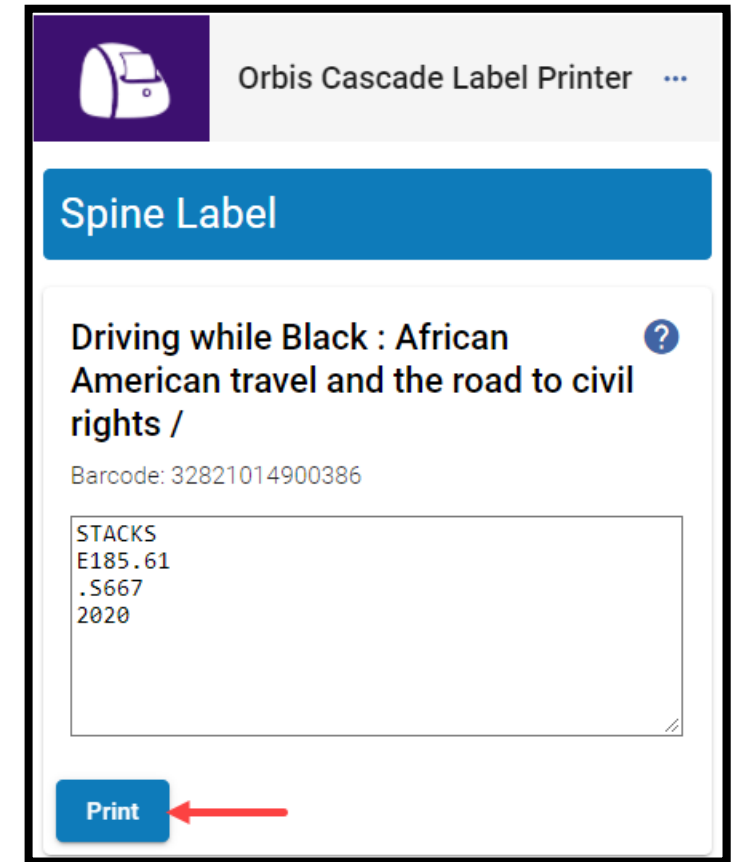 Orbis Cascade Label Printer ...
Spine Label
Driving while Black : African
American travel and the road to civil
rights /
?
Barcode: 32821014900386
STACKS
E185.61
.S667
2020
Print